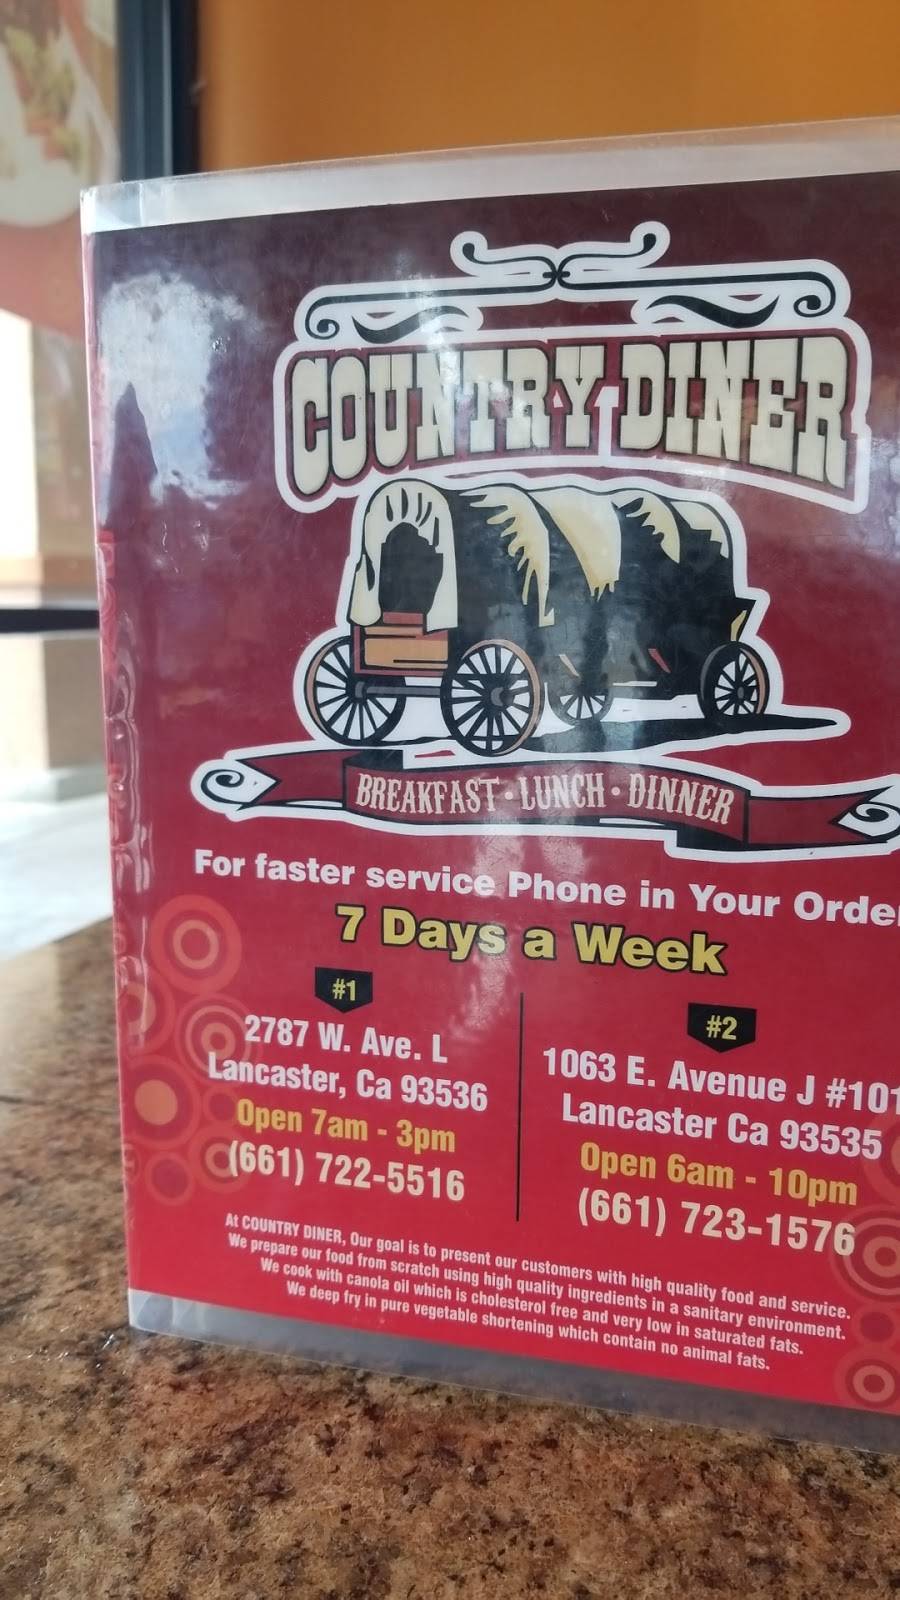 COUNTRY DINER
BREAKFAST · LUNCH · DINNER
For faster service Phone in Your Order
7 Days a Week
#1
2787 W. Ave. L
Lancaster, Ca 93536
Open 7am - 3pm
(661) 722-5516
#2
1063 E. Avenue J #101
Lancaster Ca 93535
Open 6am - 10pm
(661) 723-1576
At COUNTRY DINER, Our goal is to present our customers with high quality food and service.
We prepare our food from scratch using high quality ingredients in a sanitary environment.
We cook with canola oil which is cholesterol free and very low in saturated fats.
We deep fry in pure vegetable shortening which contain no animal fats.